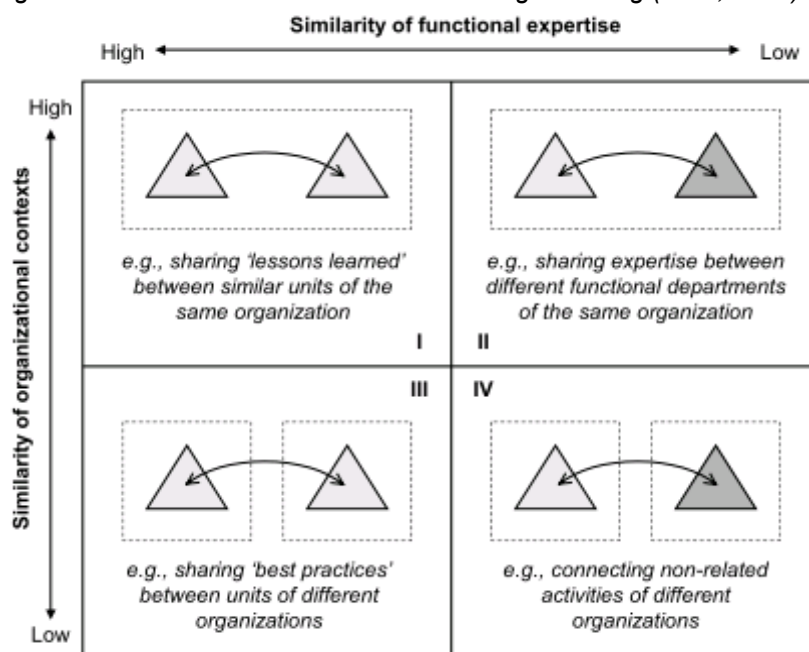 Similarity of functional expertise
High
Low
High
Similarity of organizational contexts
Low
e.g., sharing ‘lessons learned’
between similar units of the
same organization
I
e.g., sharing expertise between
different functional departments
of the same organization
II
III
e.g., sharing ‘best practices’
between units of different
organizations
IV
e.g., connecting non-related
activities of different
organizations